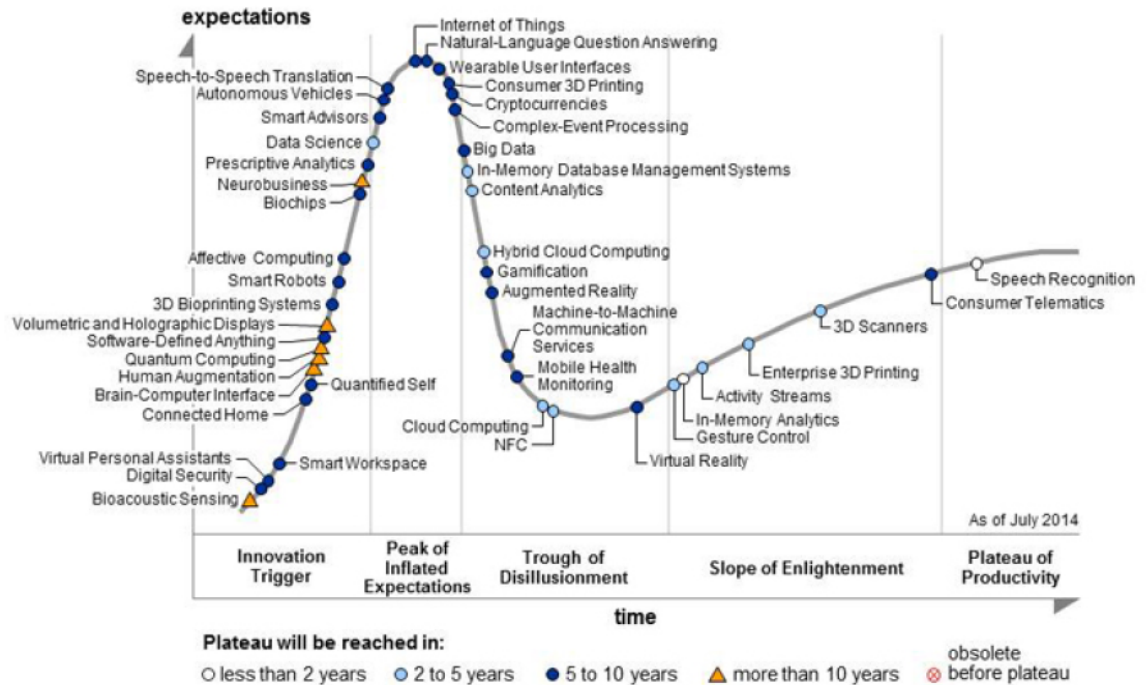 expectations
Internet of Things
Natural-Language Question Answering
Wearable User Interfaces
Speech-to-Speech Translation
Consumer 3D Printing
Autonomous Vehicles
Cryptocurrencies
Smart Advisors
Complex-Event Processing
Data Science
Big Data
Prescriptive Analytics
In-Memory Database Management Systems
Neurobusiness
Content Analytics
Biochips
Hybrid Cloud Computing
Affective Computing
Gamification
Speech Recognition
Smart Robots
Augmented Reality
Consumer Telematics
3D Bioprinting Systems
Machine-to-Machine
Communication
Services
Volumetric and Holographic Displays
3D Scanners
Software-Defined Anything
Quantum Computing
Mobile Health
Monitoring
Enterprise 3D Printing
Human Augmentation
Quantified Self
Brain-Computer Interface
Activity Streams
Connected Home
In-Memory Analytics
Cloud Computing
Gesture Control
NFC
Virtual Reality
Virtual Personal Assistants
Smart Workspace
Digital Security
Bioacoustic Sensing
As of July 2014
Innovation
Trigger
Peak of
Inflated
Expectations
Trough of
Disillusionment
Slope of Enlightenment
Plateau of
Productivity
time
Plateau will be reached in:
less than 2 years
2 to 5 years
5 to 10 years
more than 10 years
obsolete
before plateau